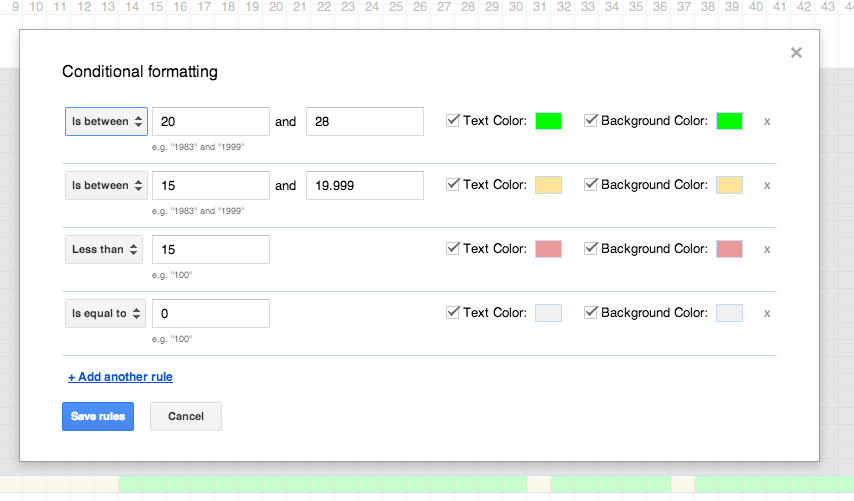 9 10 11 12 13 14 15 16 17 18 19 20 21 22 23 24 25 26 27 28 29 30 31 32 33 34 35 36 37 38 39 40 41 42 43
×
Conditional formatting
Is between 20 and 28 Text Color: Background Color: x
e.g. "1983" and "1999"
Is between 15 and 19.999 Text Color: Background Color: x
e.g. "1983" and "1999"
Less than 15 Text Color: Background Color: x
e.g. "100"
Is equal to 0 Text Color: Background Color: x
e.g. "100"
+ Add another rule
Save rules Cancel